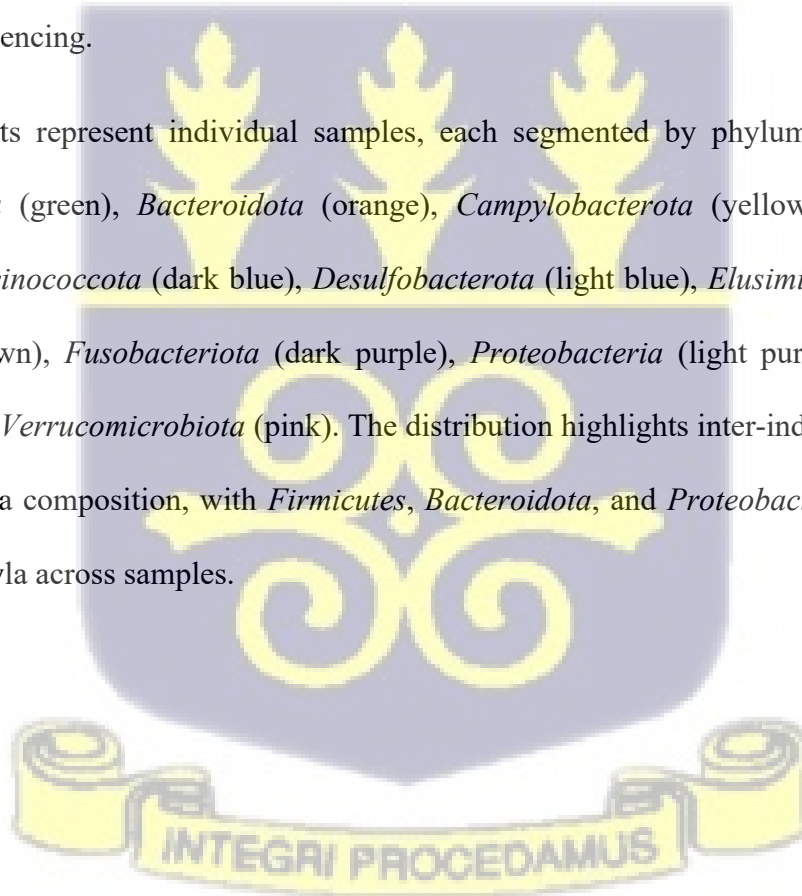 encing.
ts represent individual samples, each segmented by phylum
(green), Bacteroidota (orange), Campylobacterota (yellow
inococcota (dark blue), Desulfobacterota (light blue), Elusimi
wn), Fusobacteriota (dark purple), Proteobacteria (light pur
Verrucomicrobiota (pink). The distribution highlights inter-ind
a composition, with Firmicutes, Bacteroidota, and Proteobac
yla across samples.
INTEGRI PROCEDAMUS